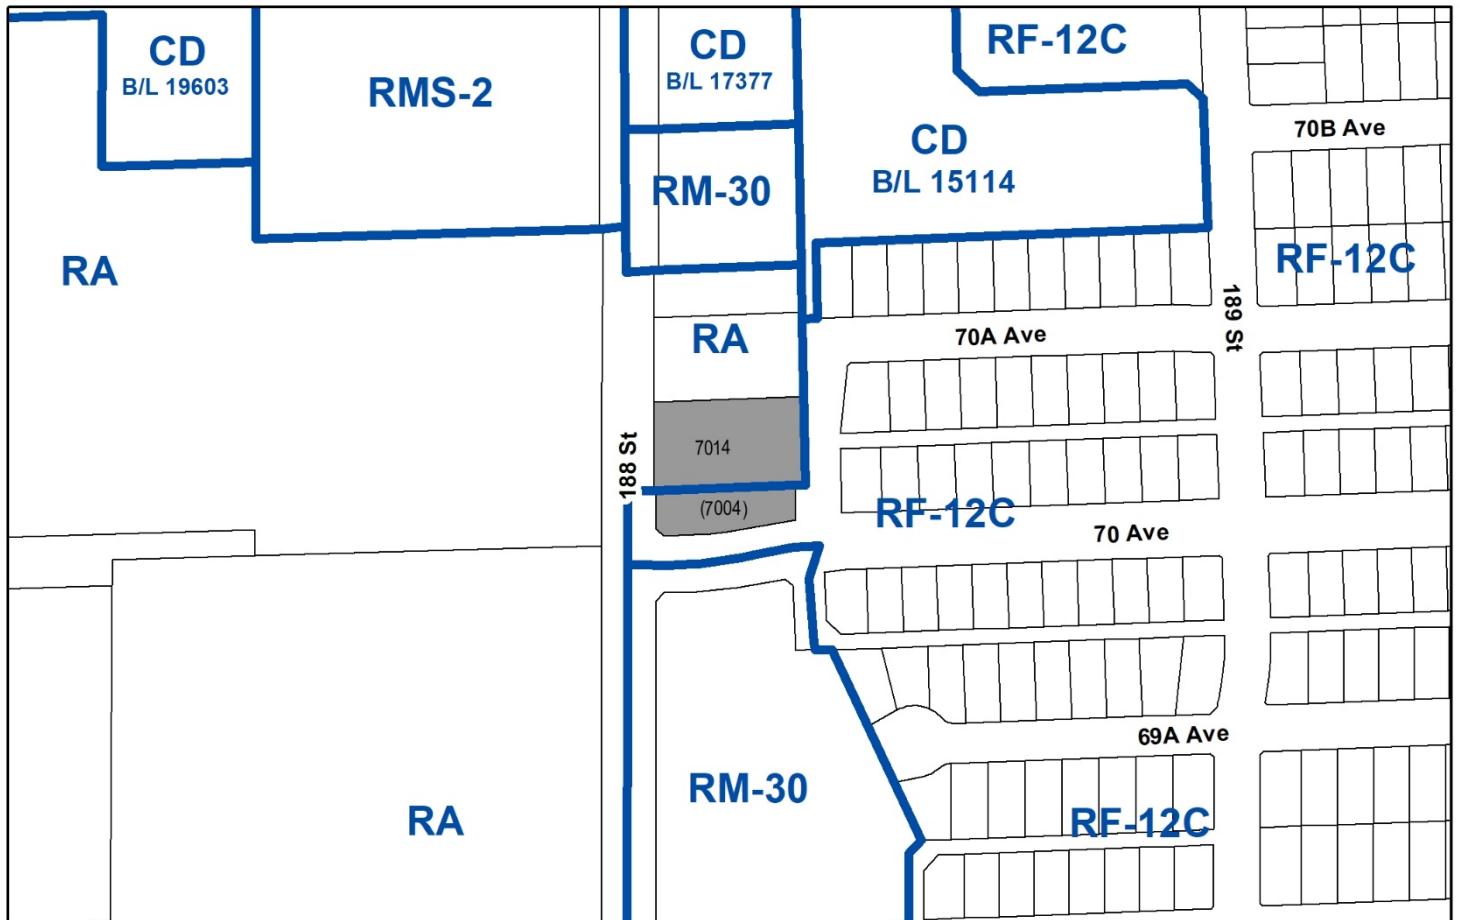 CD
B/L 19603
RMS-2
CD
B/L 17377
RF-12C
70B Ave
CD
B/L 15114
RM-30
RA
RF-12C
189 St
70A Ave
RA
188 St
7014
(7004)
RF-12C
70 Ave
69A Ave
RM-30
RA
RF-12C